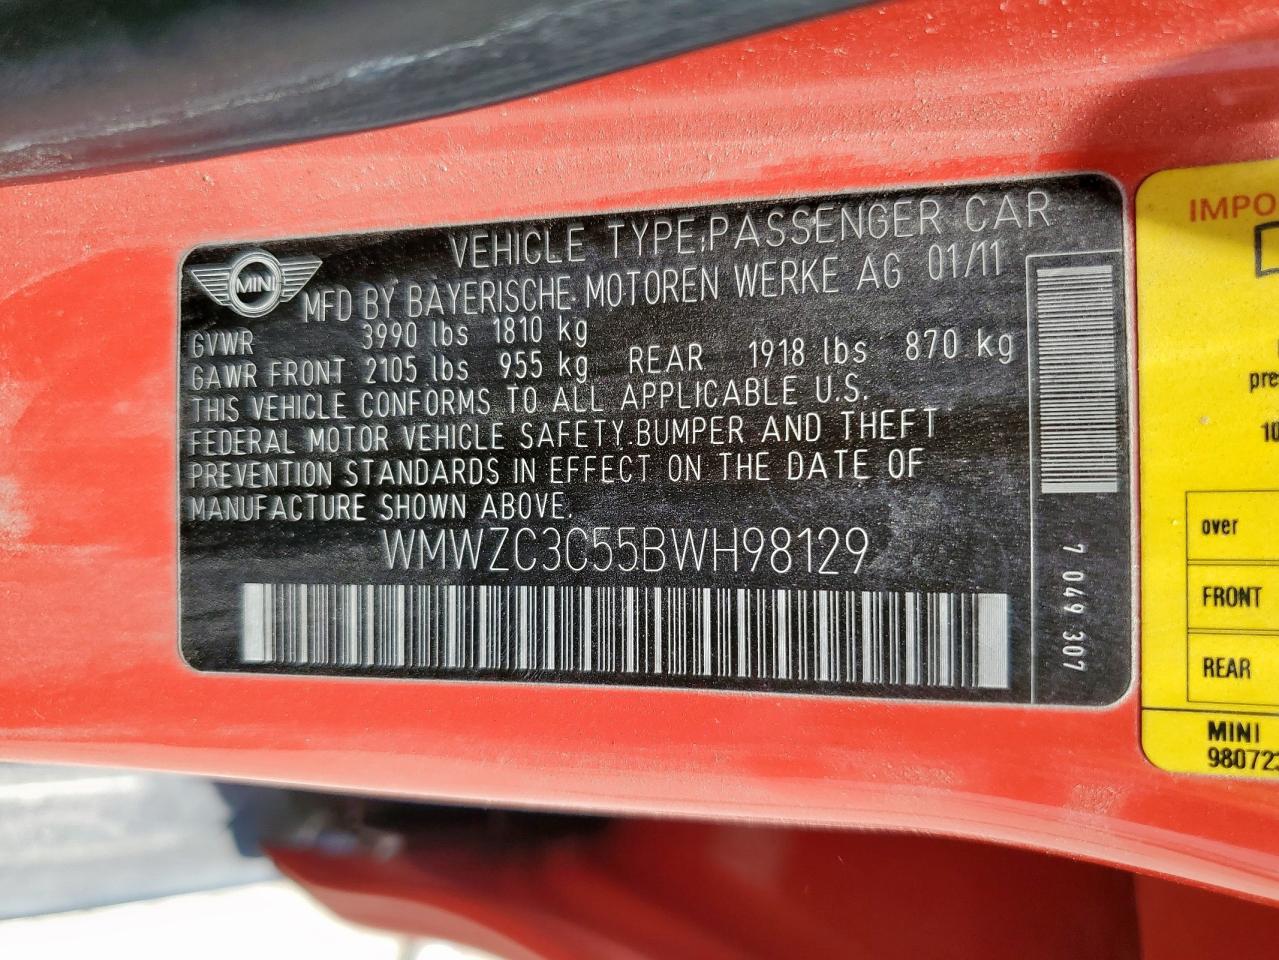 VEHICLE TYPE:PASSENGER CAR
MINI
MFD BY BAYERISCHE MOTOREN WERKE AG 01/11
GVWR 3990 lbs 1810 kg
GAWR FRONT 2105 lbs 955 kg REAR 1918 lbs 870 kg
THIS VEHICLE CONFORMS TO ALL APPLICABLE U.S.
FEDERAL MOTOR VEHICLE SAFETY.BUMPER AND THEFT
PREVENTION STANDARDS IN EFFECT ON THE DATE OF
MANUFACTURE SHOWN ABOVE.
WMWZC3C55BWH98129
7 049 307
IMPO
pre
10
over
FRONT
REAR
MINI
980723